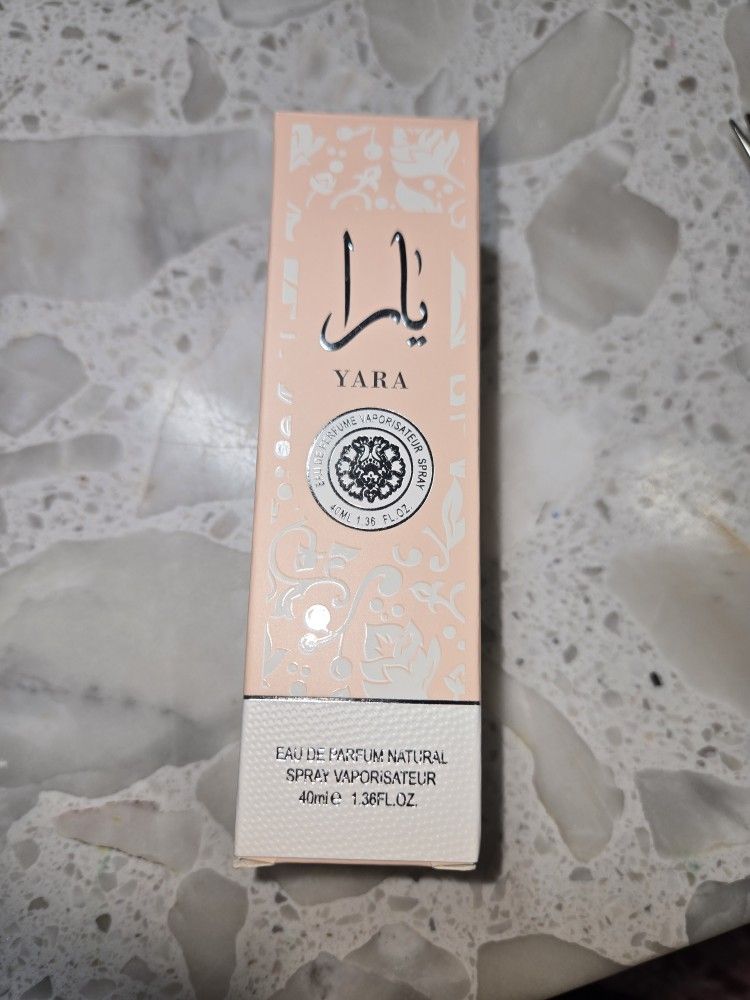 يارا
YARA
EAU DE PERFUME VAPORISATEUR SPRAY
40ML 1.36 FL.OZ.
EAU DE PARFUM NATURAL
SPRAY VAPORISATEUR
40ml e 1.36FL.OZ.